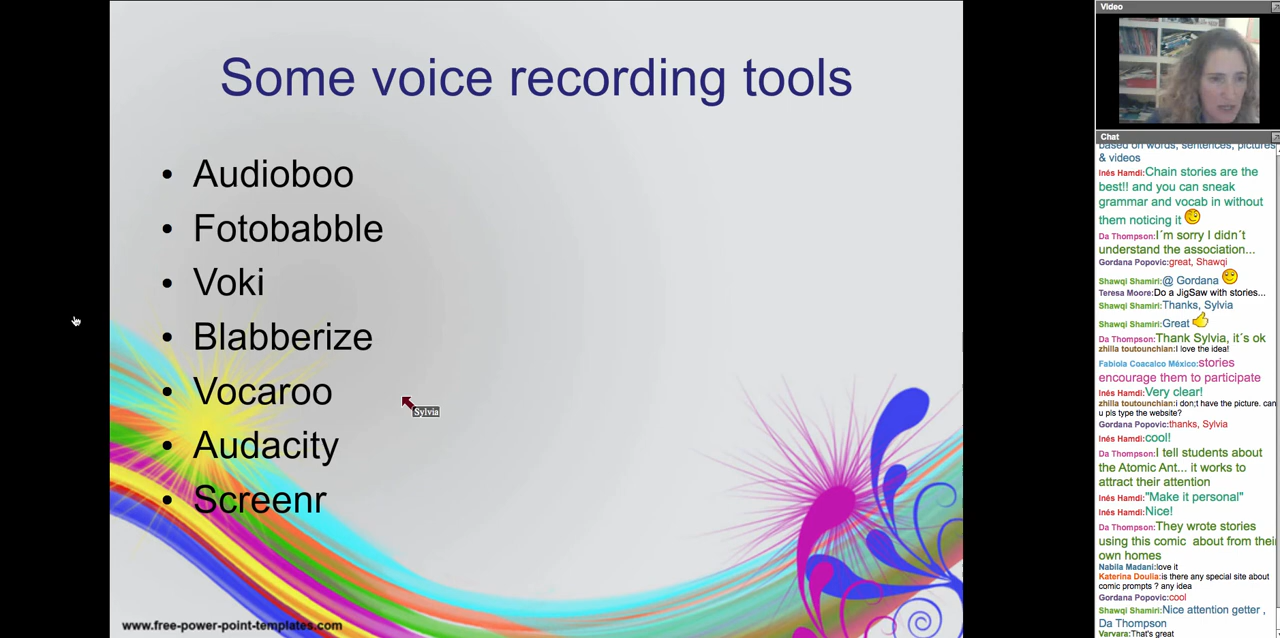 Some voice recording tools
• Audioboo
• Fotobabble
• Voki
• Blabberize
• Vocaroo
• Audacity
• Screenr
Sylvia
www.free-power-point-templates.com
Video
Chat
based on words, sentences, pictures
& videos
Inés Hamdi:Chain stories are the
best!! and you can sneak
grammar and vocab in without
them noticing it
Da Thompson:I´m sorry I didn´t
understand the association...
Gordana Popovic:great, Shawqi
Shawqi Shamiri:@ Gordana
Teresa Moore:Do a JigSaw with stories...
Shawqi Shamiri:Thanks, Sylvia
Shawqi Shamiri:Great
Da Thompson:Thank Sylvia, it´s ok
zhilla toutounchian:I love the idea!
Fabiola Coacalco México:stories
encourage them to participate
Inés Hamdi:Very clear!
zhilla toutounchian:i don;t have the picture. can
u pls type the website?
Gordana Popovic:thanks, Sylvia
Inés Hamdi:cool!
Da Thompson:I tell students about
the Atomic Ant... it works to
attract their attention
Inés Hamdi:"Make it personal"
Inés Hamdi:Nice!
Da Thompson:They wrote stories
using this comic about from their
own homes
Nabila Madani:love it
Katerina Doulia:is there any special site about
comic prompts ? any idea
Gordana Popovic:cool
Shawqi Shamiri:Nice attention getter ,
Da Thompson
Varvara:That's great